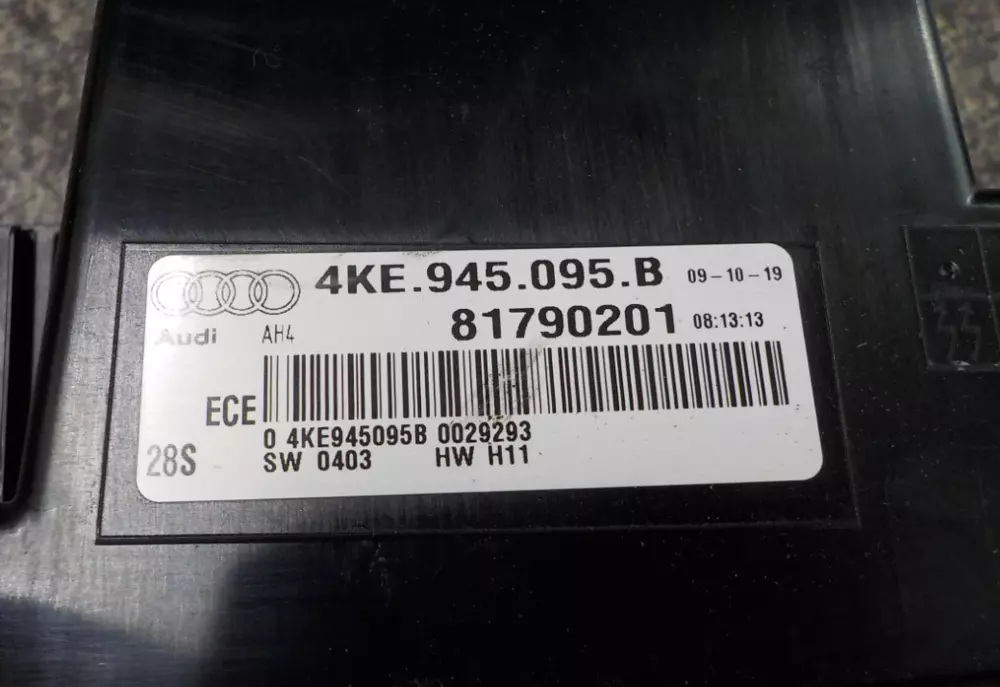 4KE.945.095.B 09-10-19
Audi AH4 81790201 08:13:13
ECE
0 4KE945095B 0029293
28S SW 0403 HW H11